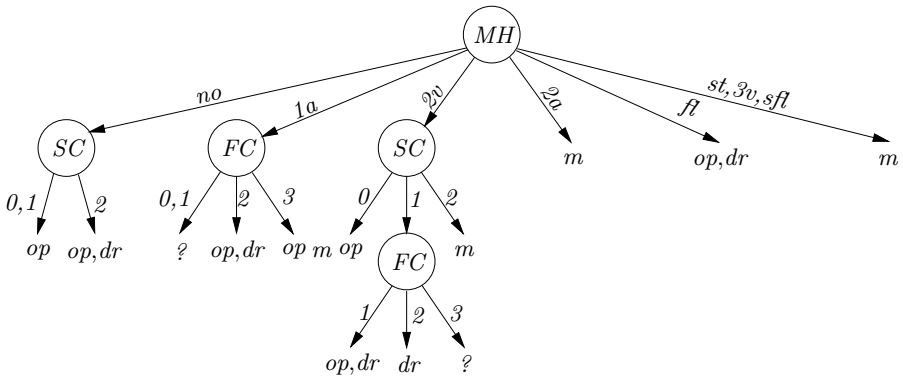 MH
no 1a 2v 2a fl st,3v,sfl
SC FC SC m op,dr m
0,1 2 0,1 2 3 0 1 2
op op,dr ? op,dr op m op m
FC
1 2 3
op,dr dr ?